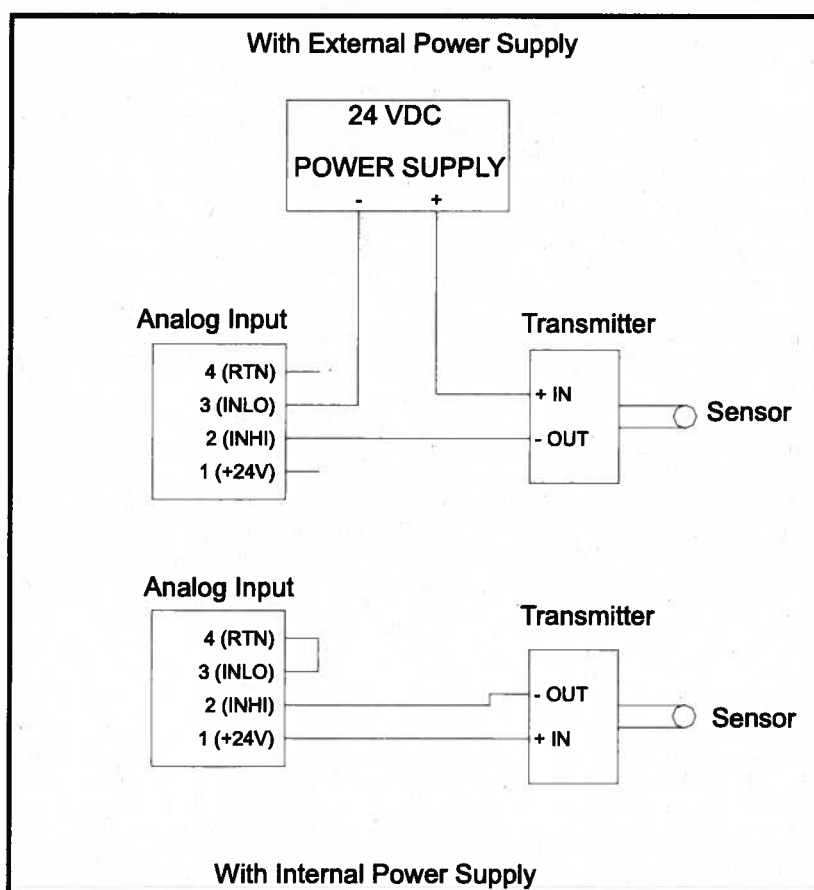 With External Power Supply
24 VDC
POWER SUPPLY
- +
Analog Input
4 (RTN)
3 (INLO)
2 (INHI)
1 (+24V)
Transmitter
+ IN
- OUT
Sensor
Analog Input
4 (RTN)
3 (INLO)
2 (INHI)
1 (+24V)
Transmitter
- OUT
+ IN
Sensor
With Internal Power Supply